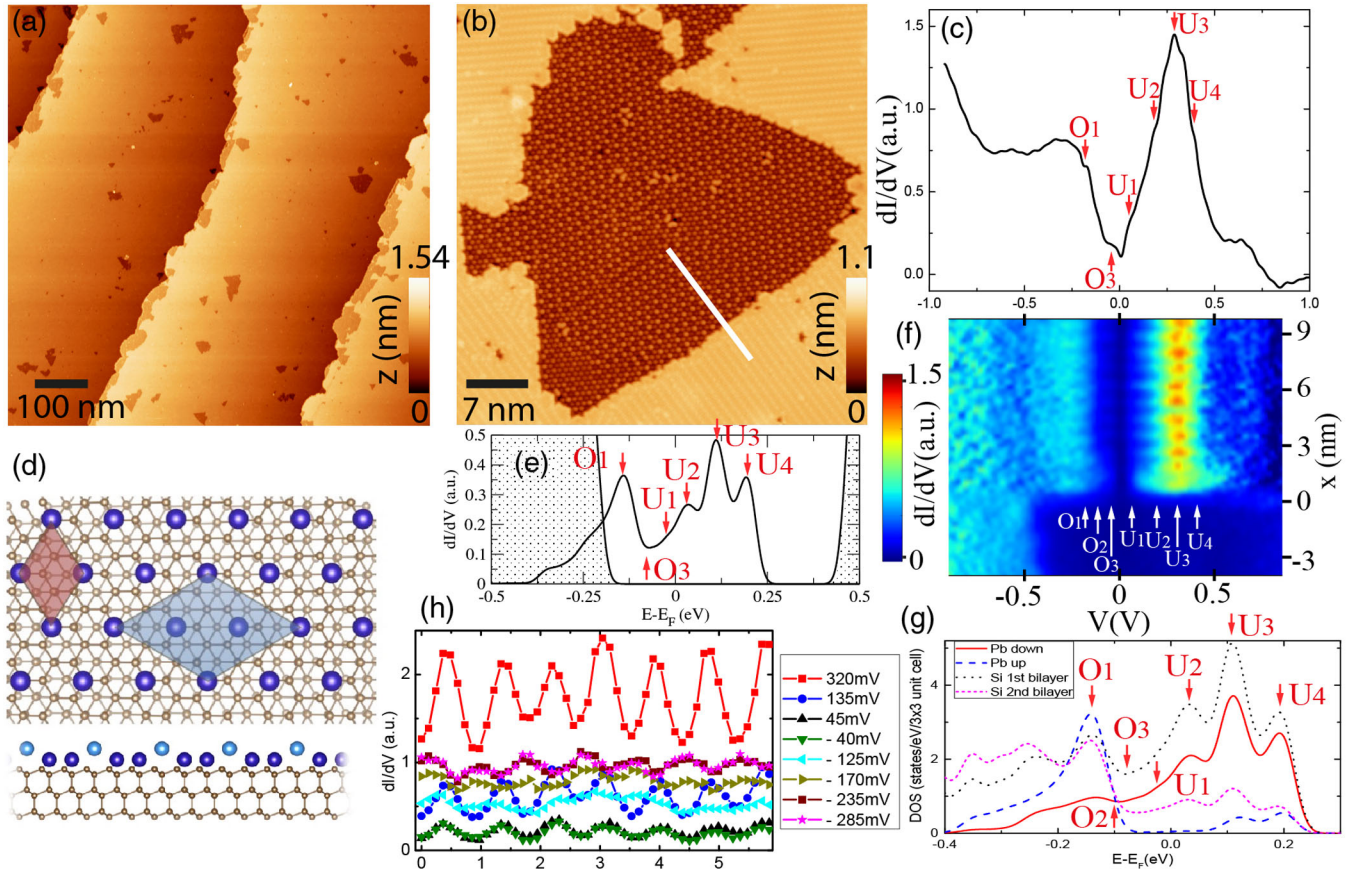 (a)
1.54
z (nm)
0
100 nm
(b)
1.1
z (nm)
0
7 nm
(c)
1.5
1.0
0.5
0.0
dI/dV(a.u.)
-1.0
-0.5
0.0
0.5
1.0
O1
O3
U1
U2
U3
U4
(d)
(e)
0.5
0.4
0.3
0.2
0.1
0
dI/dV (a.u.)
-0.5
-0.25
0
0.25
0.5
E-EF (eV)
O1
U1
U2
U3
U4
O3
(f)
1.5
0
dI/dV(a.u.)
9
6
3
0
-3
x (nm)
O1
O2
O3
U1
U2
U3
U4
-0.5
0
0.5
V(V)
(h)
2
1
0
dI/dV (a.u.)
0
1
2
3
4
5
320mV
135mV
45mV
- 40mV
-125mV
-170mV
- 235mV
- 285mV
(g)
Pb down
Pb up
Si 1st bilayer
Si 2nd bilayer
O1
O3
O2
U1
U2
U3
U4
4
2
0
DOS (states/eV/3x3 unit cell)
-0.4
-0.2
0.0
0.2
E-EF(eV)